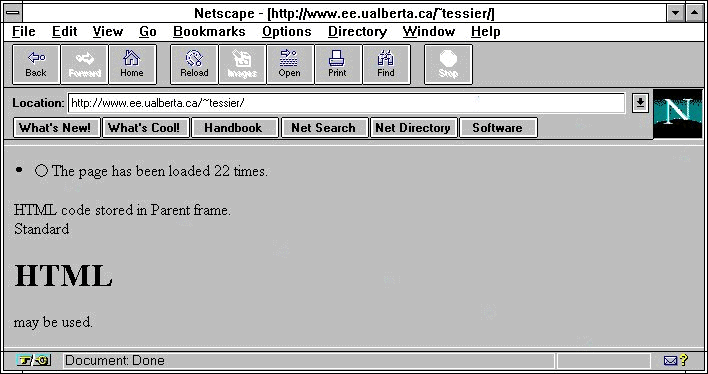 Netscape - [http://www.ee.ualberta.ca/~tessier/]
File Edit View Go Bookmarks Options Directory Window Help
Back Forward Home Reload Images Open Print Find Stop
Location: http://www.ee.ualberta.ca/~tessier/
N
What's New! What's Cool! Handbook Net Search Net Directory Software
The page has been loaded 22 times.
HTML code stored in Parent frame.
Standard
HTML
may be used.
Document: Done
?